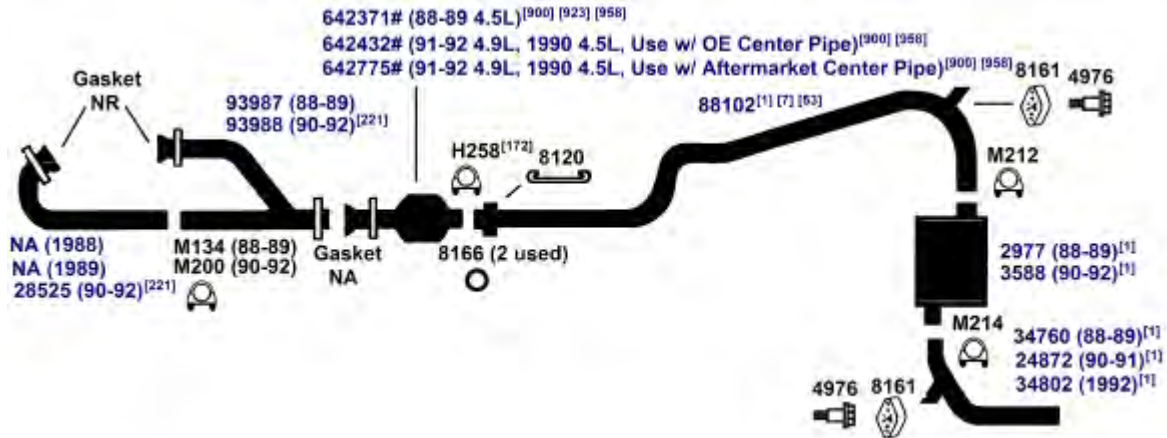 642371# (88-89 4.5L)[900] [923] [958]
642432# (91-92 4.9L, 1990 4.5L, Use w/ OE Center Pipe)[900] [958]
642775# (91-92 4.9L, 1990 4.5L, Use w/ Aftermarket Center Pipe)[900] [958]
8161 4976
Gasket
NR
93987 (88-89)
93988 (90-92)[221]
88102[1] [7] [53]
H258[172]
8120
M212
NA (1988)
NA (1989)
28525 (90-92)[221]
M134 (88-89)
M200 (90-92)
Gasket
NA
8166 (2 used)
2977 (88-89)[1]
3588 (90-92)[1]
M214
34760 (88-89)[1]
24872 (90-91)[1]
34802 (1992)[1]
4976 8161